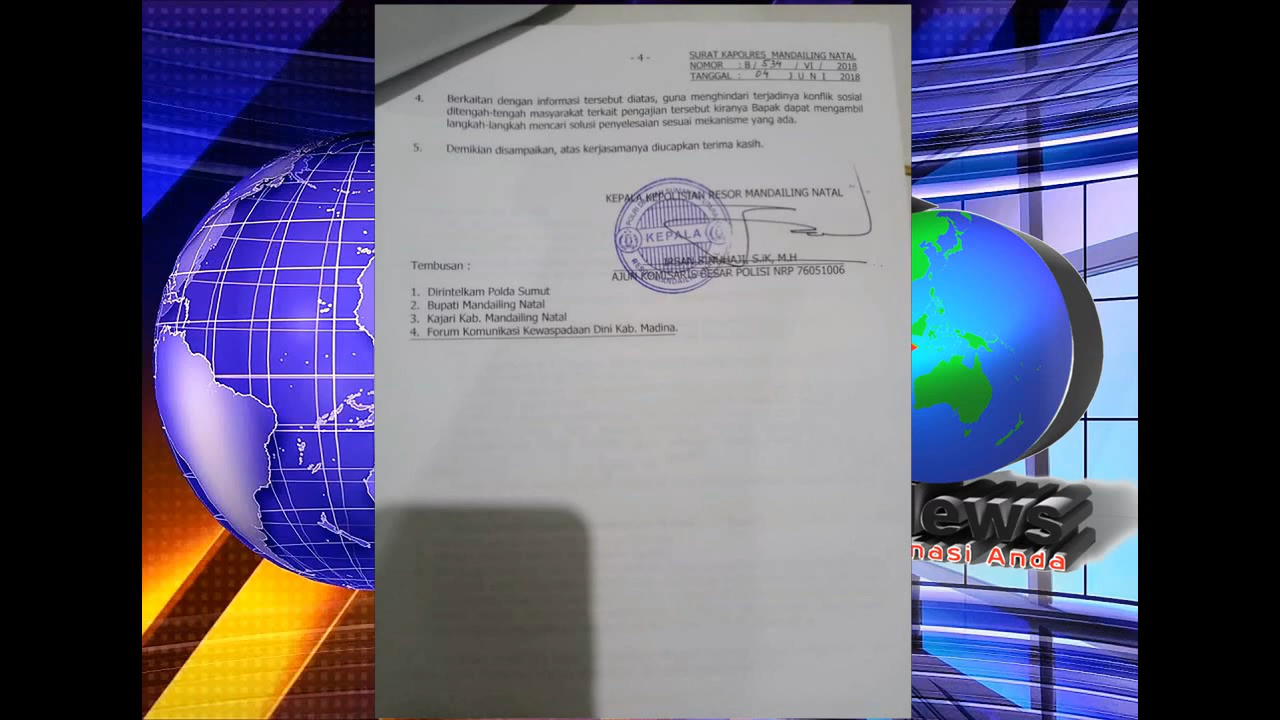 - 4 -
SURAT KAPOLRES MANDAILING NATAL
NOMOR : B / 534 / VI / 2018
TANGGAL : 04 J U N I 2018
4. Berkaitan dengan informasi tersebut diatas, guna menghindari terjadinya konflik sosial
ditengah-tengah masyarakat terkait pengajian tersebut kiranya Bapak dapat mengambil
langkah-langkah mencari solusi penyelesaian sesuai mekanisme yang ada.
5. Demikian disampaikan, atas kerjasamanya diucapkan terima kasih.
KEPALA KEPOLISIAN RESOR MANDAILING NATAL
KEPALA
IRSAN SINUHAJI, S.IK, M.H
AJUN KOMISARIS BESAR POLISI NRP 76051006
Tembusan :
1. Dirintelkam Polda Sumut
2. Bupati Mandailing Natal
3. Kajari Kab. Mandailing Natal
4. Forum Komunikasi Kewaspadaan Dini Kab. Madina.
ews
nasi Anda